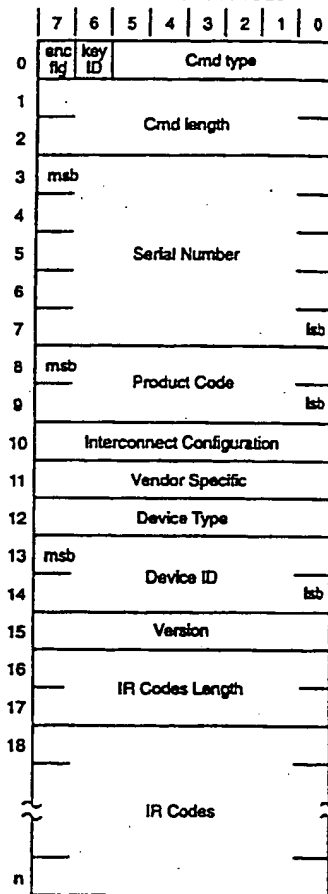 7 6 5 4 3 2 1 0
0 enc flg key ID Cmd type
1
Cmd length
2
3 msb
4
5 Serial Number
6
7 lsb
8 msb
Product Code
9 lsb
10 Interconnect Configuration
11 Vendor Specific
12 Device Type
13 msb
Device ID
14 lsb
15 Version
16
IR Codes Length
17
18
IR Codes
n